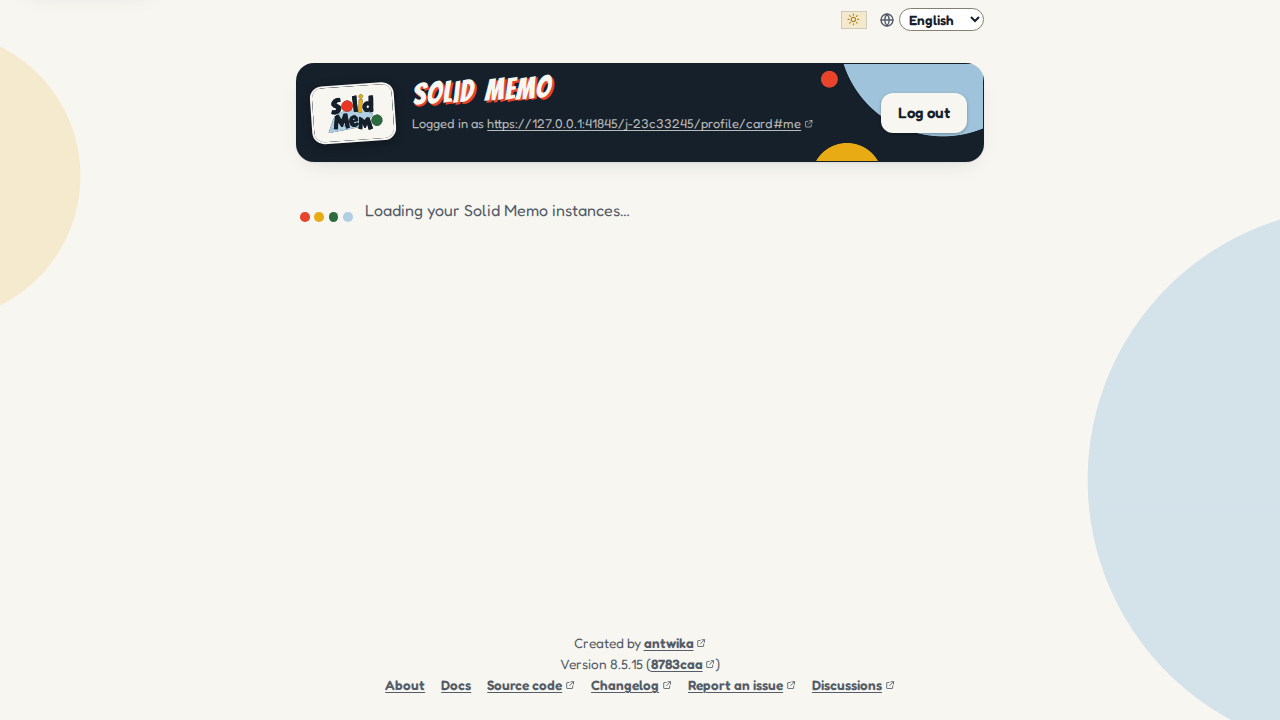 English
Solid Memo
SOLID MEMO
Logged in as https://127.0.0.1:41845/j-23c33245/profile/card#me
Log out
Loading your Solid Memo instances...
Created by antwika
Version 8.5.15 (8783caa)
About Docs Source code Changelog Report an issue Discussions